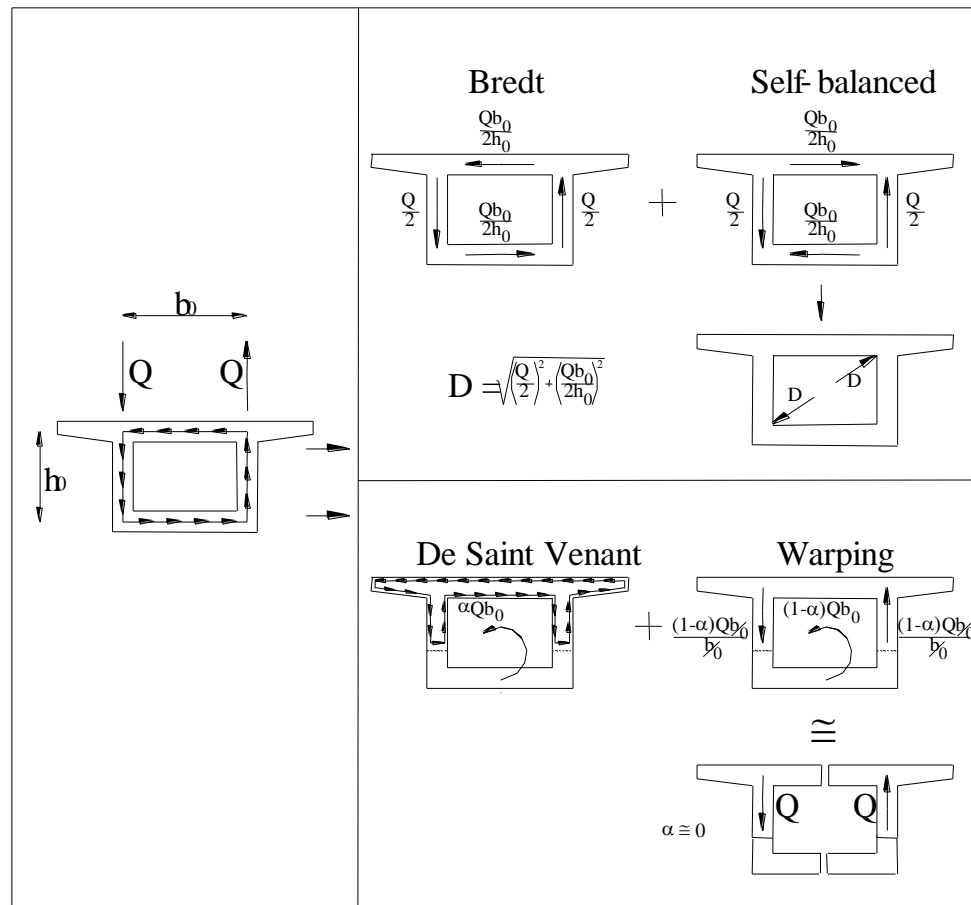 b0
Q Q
h0
Bredt
Qb0
2h0
Q
2
Qb0
2h0
Q
2
+
Self- balanced
Qb0
2h0
Q
2
Qb0
2h0
Q
2
D = √(Q/2)² + (Qb0/2h0)²
D
D
De Saint Venant
αQb0
+
Warping
(1-α)Qb0
b0
(1-α)Qb0
(1-α)Qb0
b0
≅
α ≅ 0
Q Q